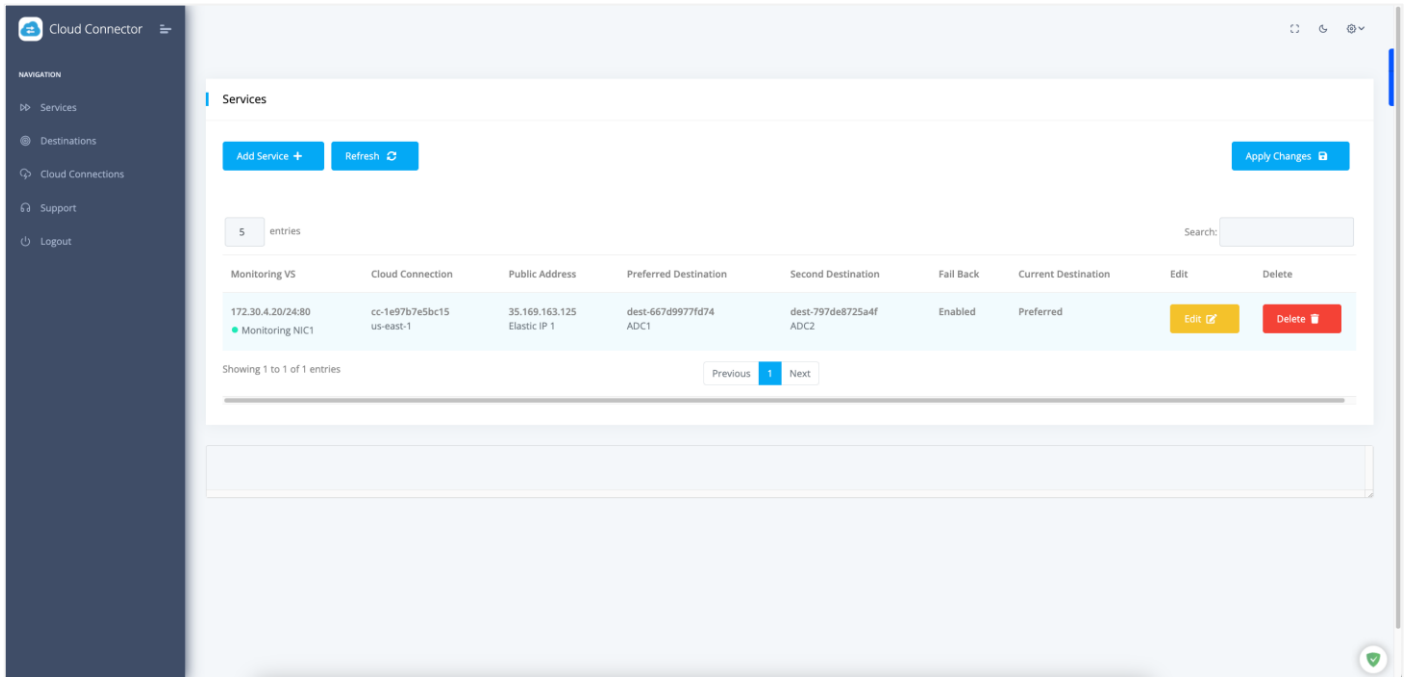 Cloud Connector
NAVIGATION
Services
Destinations
Cloud Connections
Support
Logout
Services
Add Service
Refresh
Apply Changes
5 entries
Search:
Monitoring VS Cloud Connection Public Address Preferred Destination Second Destination Fail Back Current Destination Edit Delete
172.30.4.20/24:80 cc-1e97b7e5bc15 35.169.163.125 dest-667d9977fd74 dest-797de8725a4f Enabled Preferred Edit Delete
Monitoring NIC1 us-east-1 Elastic IP 1 ADC1 ADC2
Showing 1 to 1 of 1 entries
Previous 1 Next